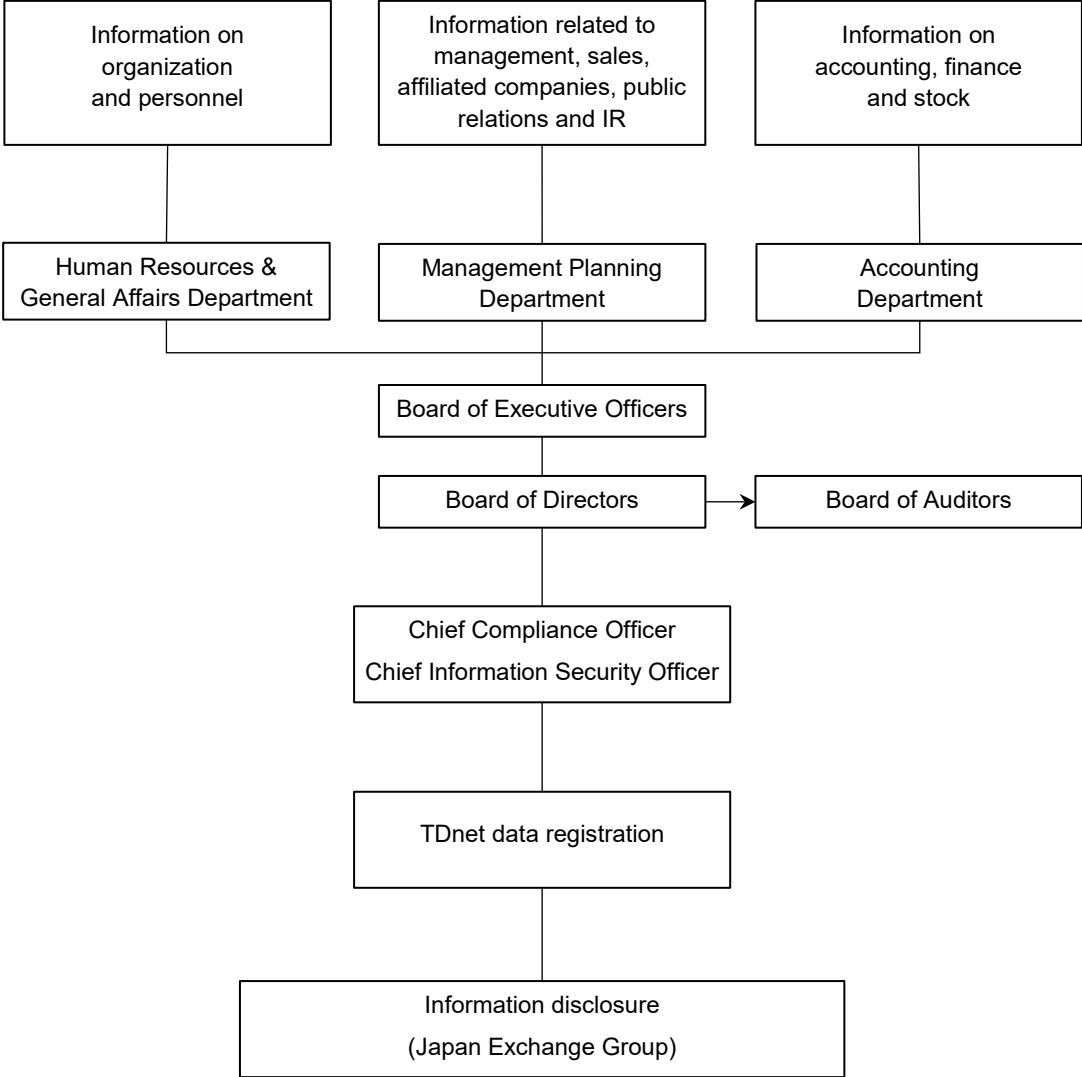 Information on
organization
and personnel
Information related to
management, sales,
affiliated companies, public
relations and IR
Information on
accounting, finance
and stock
Human Resources &
General Affairs Department
Management Planning
Department
Accounting
Department
Board of Executive Officers
Board of Directors
Board of Auditors
Chief Compliance Officer
Chief Information Security Officer
TDnet data registration
Information disclosure
(Japan Exchange Group)